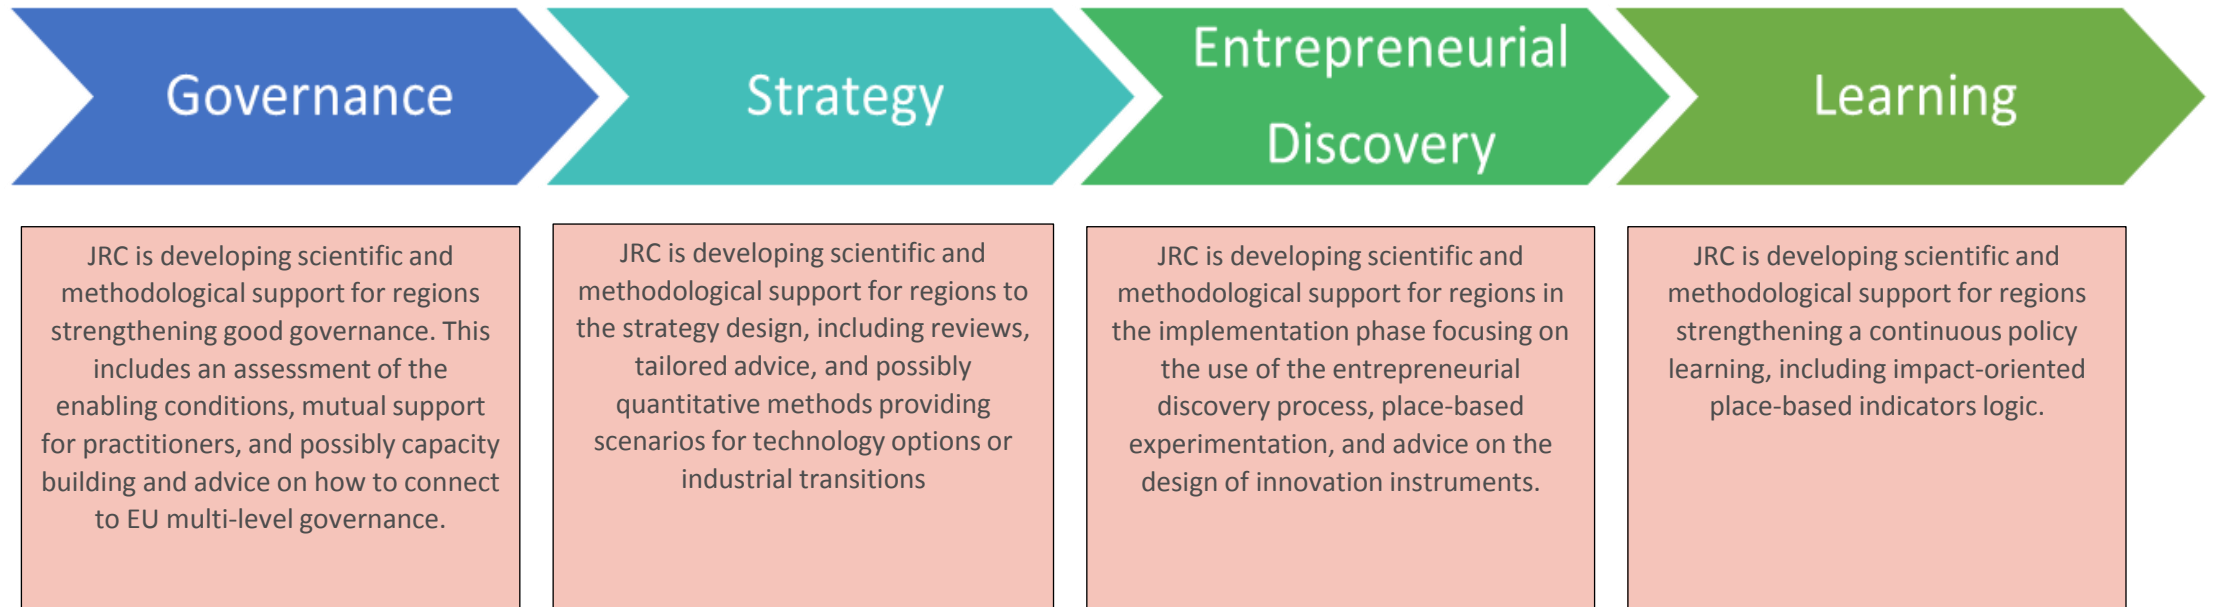 Governance
Strategy
Entrepreneurial
Discovery
Learning
JRC is developing scientific and
methodological support for regions
strengthening good governance. This
includes an assessment of the
enabling conditions, mutual support
for practitioners, and possibly capacity
building and advice on how to connect
to EU multi-level governance.
JRC is developing scientific and
methodological support for regions to
the strategy design, including reviews,
tailored advice, and possibly
quantitative methods providing
scenarios for technology options or
industrial transitions
JRC is developing scientific and
methodological support for regions in
the implementation phase focusing on
the use of the entrepreneurial
discovery process, place-based
experimentation, and advice on the
design of innovation instruments.
JRC is developing scientific and
methodological support for regions
strengthening a continuous policy
learning, including impact-oriented
place-based indicators logic.